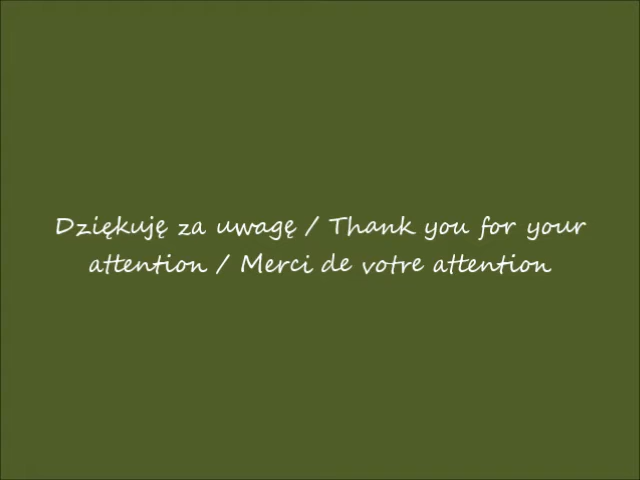 Dziękuję za uwagę / Thank you for your
attention / Merci de votre attention